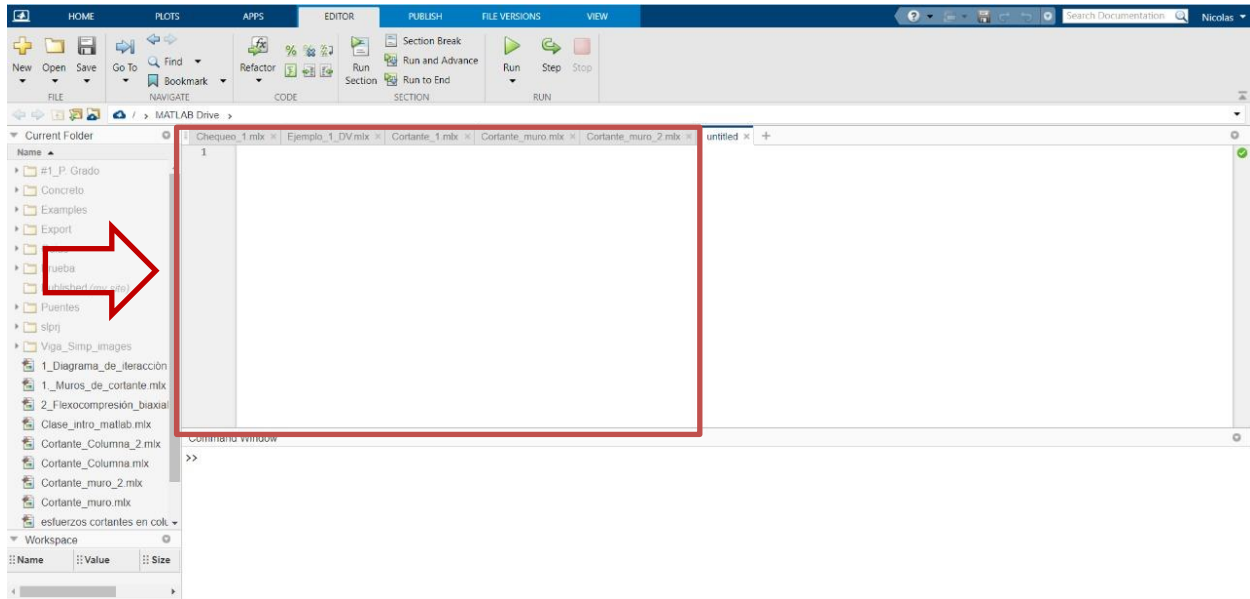 HOME PLOTS APPS EDITOR PUBLISH FILE VERSIONS VIEW Search Documentation Nicolas
New Open Save Go To Find Bookmark Refactor Run Section Section Break Run and Advance Run to End Run Step Stop
FILE NAVIGATE CODE SECTION RUN
/ > MATLAB Drive >
Current Folder
Name
#1_P. Grado
Concreto
Examples
Export
Prueba
Published (my site)
Puentes
slprj
Viga_Simp_images
1_Diagrama_de_iteracción
1._Muros_de_cortante.mlx
2_Flexocompresión_biaxial
Clase_intro_matlab.mlx
Cortante_Columna_2.mlx
Cortante_Columna.mlx
Cortante_muro_2.mlx
Cortante_muro.mlx
esfuerzos cortantes en colu
Workspace
Name Value Size
Chequeo_1.mlx × Ejemplo_1_DV.mlx × Cortante_1.mlx × Cortante_muro.mlx × Cortante_muro_2.mlx × untitled × +
1
Command Window
>>